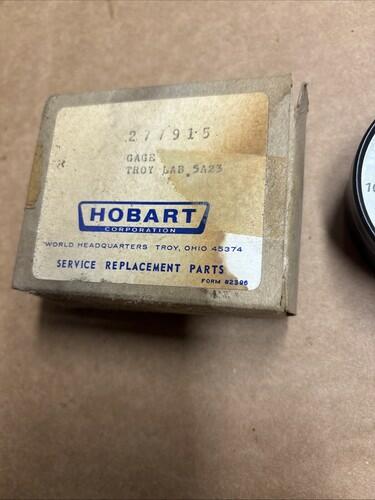 277915
GAGE
TROY LAB. 5A23
HOBART
CORPORATION
WORLD HEADQUARTERS TROY, OHIO 45374
SERVICE REPLACEMENT PARTS
FORM 82396